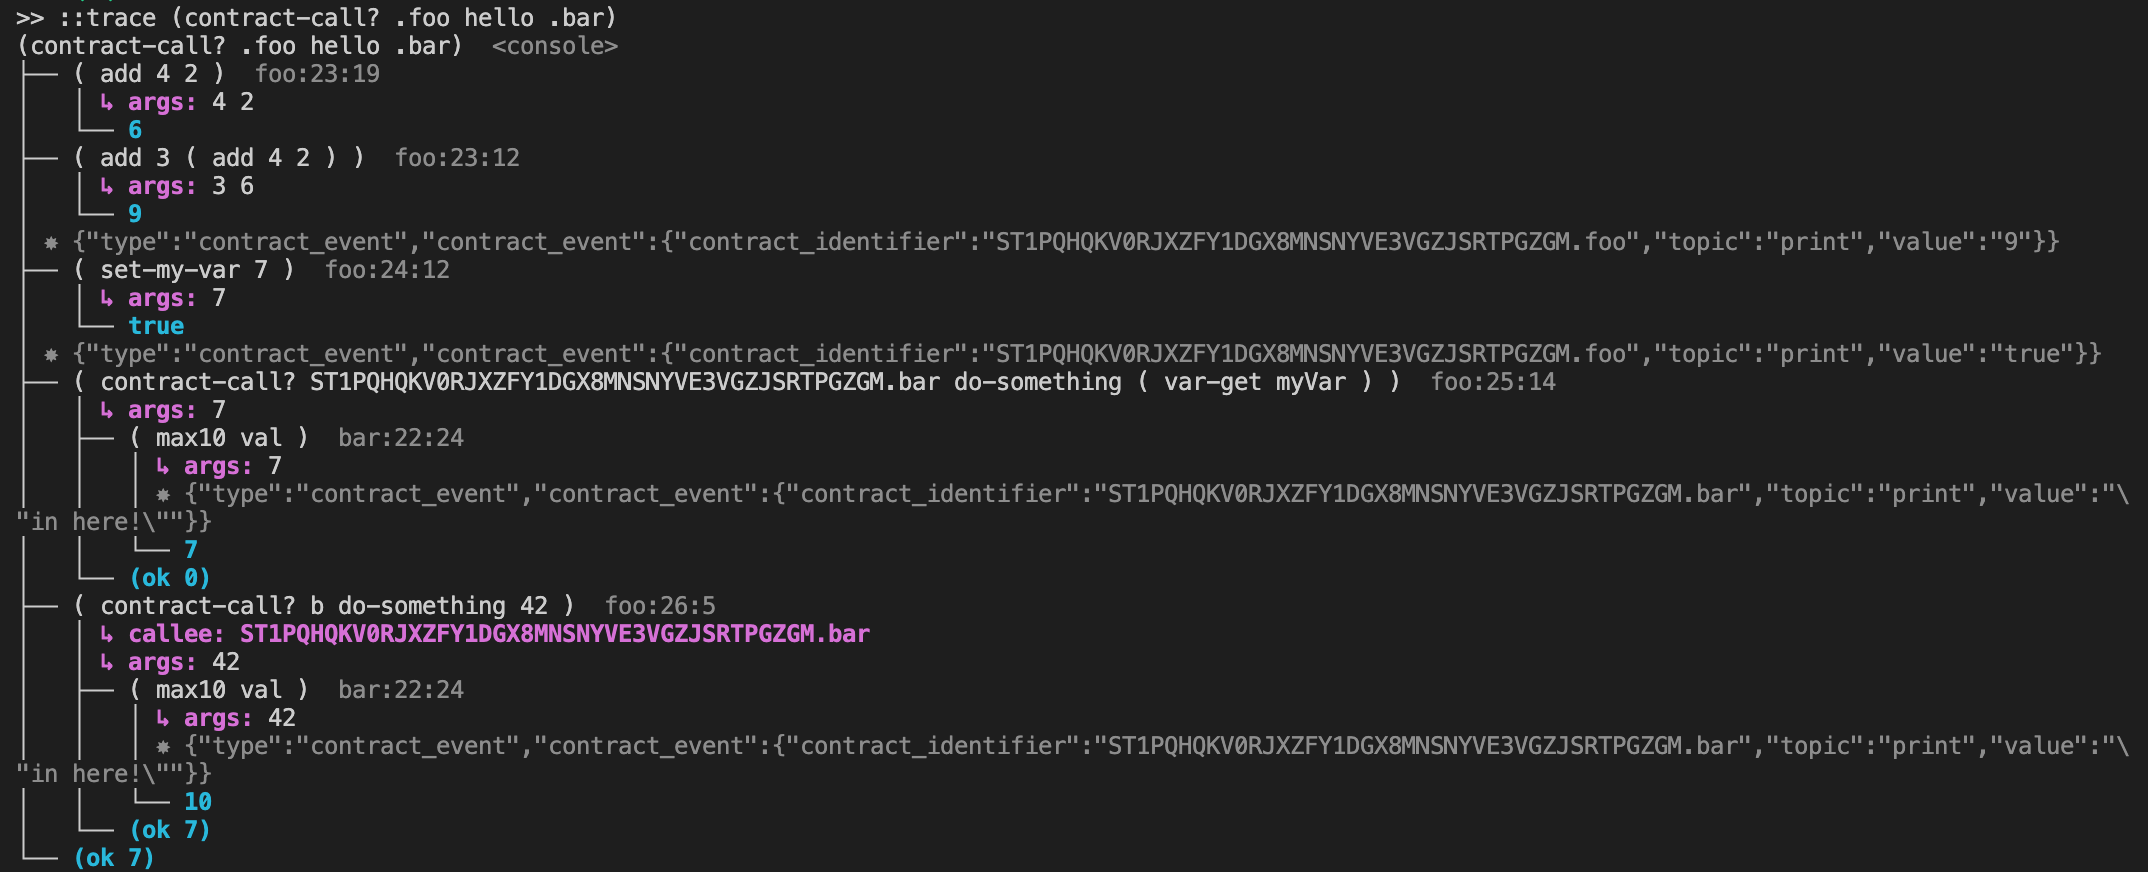 >> ::trace (contract-call? .foo hello .bar)
(contract-call? .foo hello .bar)  <console>
├── ( add 4 2 )  foo:23:19
│   │ ↳ args: 4 2
│   └── 6
├── ( add 3 ( add 4 2 ) )  foo:23:12
│   │ ↳ args: 3 6
│   └── 9
│ ✸ {"type":"contract_event","contract_event":{"contract_identifier":"ST1PQHQKV0RJXZFY1DGX8MNSNYVE3VGZJSRTPGZGM.foo","topic":"print","value":"9"}}
├── ( set-my-var 7 )  foo:24:12
│   │ ↳ args: 7
│   └── true
│ ✸ {"type":"contract_event","contract_event":{"contract_identifier":"ST1PQHQKV0RJXZFY1DGX8MNSNYVE3VGZJSRTPGZGM.foo","topic":"print","value":"true"}}
├── ( contract-call? ST1PQHQKV0RJXZFY1DGX8MNSNYVE3VGZJSRTPGZGM.bar do-something ( var-get myVar ) )  foo:25:14
│   │ ↳ args: 7
│   ├── ( max10 val )  bar:22:24
│   │   │ ↳ args: 7
│   │   │ ✸ {"type":"contract_event","contract_event":{"contract_identifier":"ST1PQHQKV0RJXZFY1DGX8MNSNYVE3VGZJSRTPGZGM.bar","topic":"print","value":"\
"in here!\""}}
│   │   └── 7
│   └── (ok 0)
├── ( contract-call? b do-something 42 )  foo:26:5
│   │ ↳ callee: ST1PQHQKV0RJXZFY1DGX8MNSNYVE3VGZJSRTPGZGM.bar
│   │ ↳ args: 42
│   ├── ( max10 val )  bar:22:24
│   │   │ ↳ args: 42
│   │   │ ✸ {"type":"contract_event","contract_event":{"contract_identifier":"ST1PQHQKV0RJXZFY1DGX8MNSNYVE3VGZJSRTPGZGM.bar","topic":"print","value":"\
"in here!\""}}
│   │   └── 10
│   └── (ok 7)
└── (ok 7)